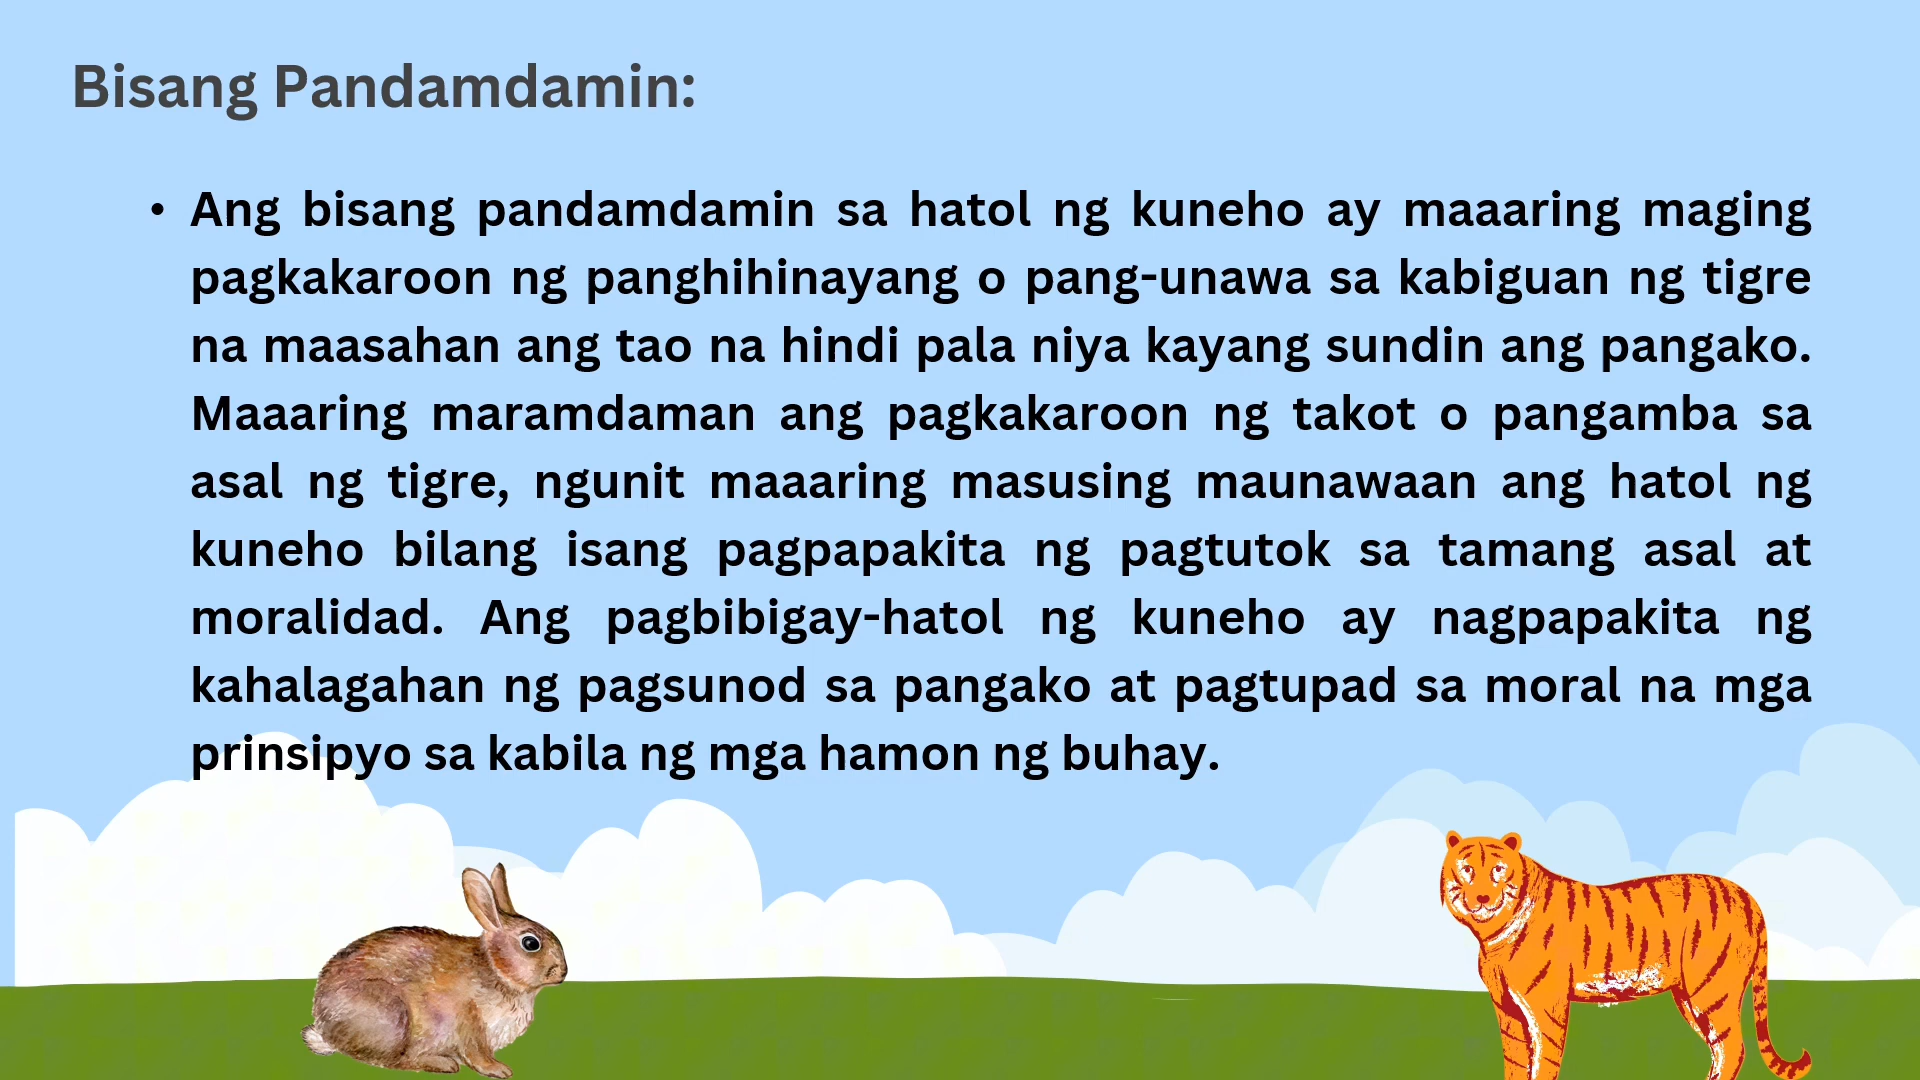 Bisang Pandamdamin:
• Ang bisang pandamdamin sa hatol ng kuneho ay maaaring maging
pagkakaroon ng panghihinayang o pang-unawa sa kabiguan ng tigre
na maasahan ang tao na hindi pala niya kayang sundin ang pangako.
Maaaring maramdaman ang pagkakaroon ng takot o pangamba sa
asal ng tigre, ngunit maaaring masusing maunawaan ang hatol ng
kuneho bilang isang pagpapakita ng pagtutok sa tamang asal at
moralidad. Ang pagbibigay-hatol ng kuneho ay nagpapakita ng
kahalagahan ng pagsunod sa pangako at pagtupad sa moral na mga
prinsipyo sa kabila ng mga hamon ng buhay.